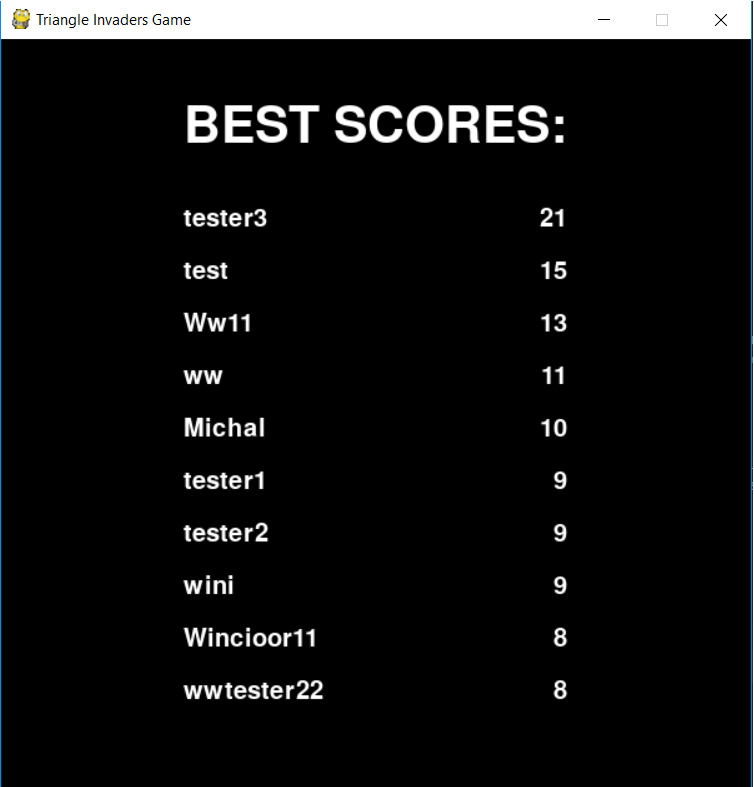 Triangle Invaders Game
BEST SCORES:
tester3 21
test 15
Ww11 13
ww 11
Michal 10
tester1 9
tester2 9
wini 9
Wincioor11 8
wwtester22 8